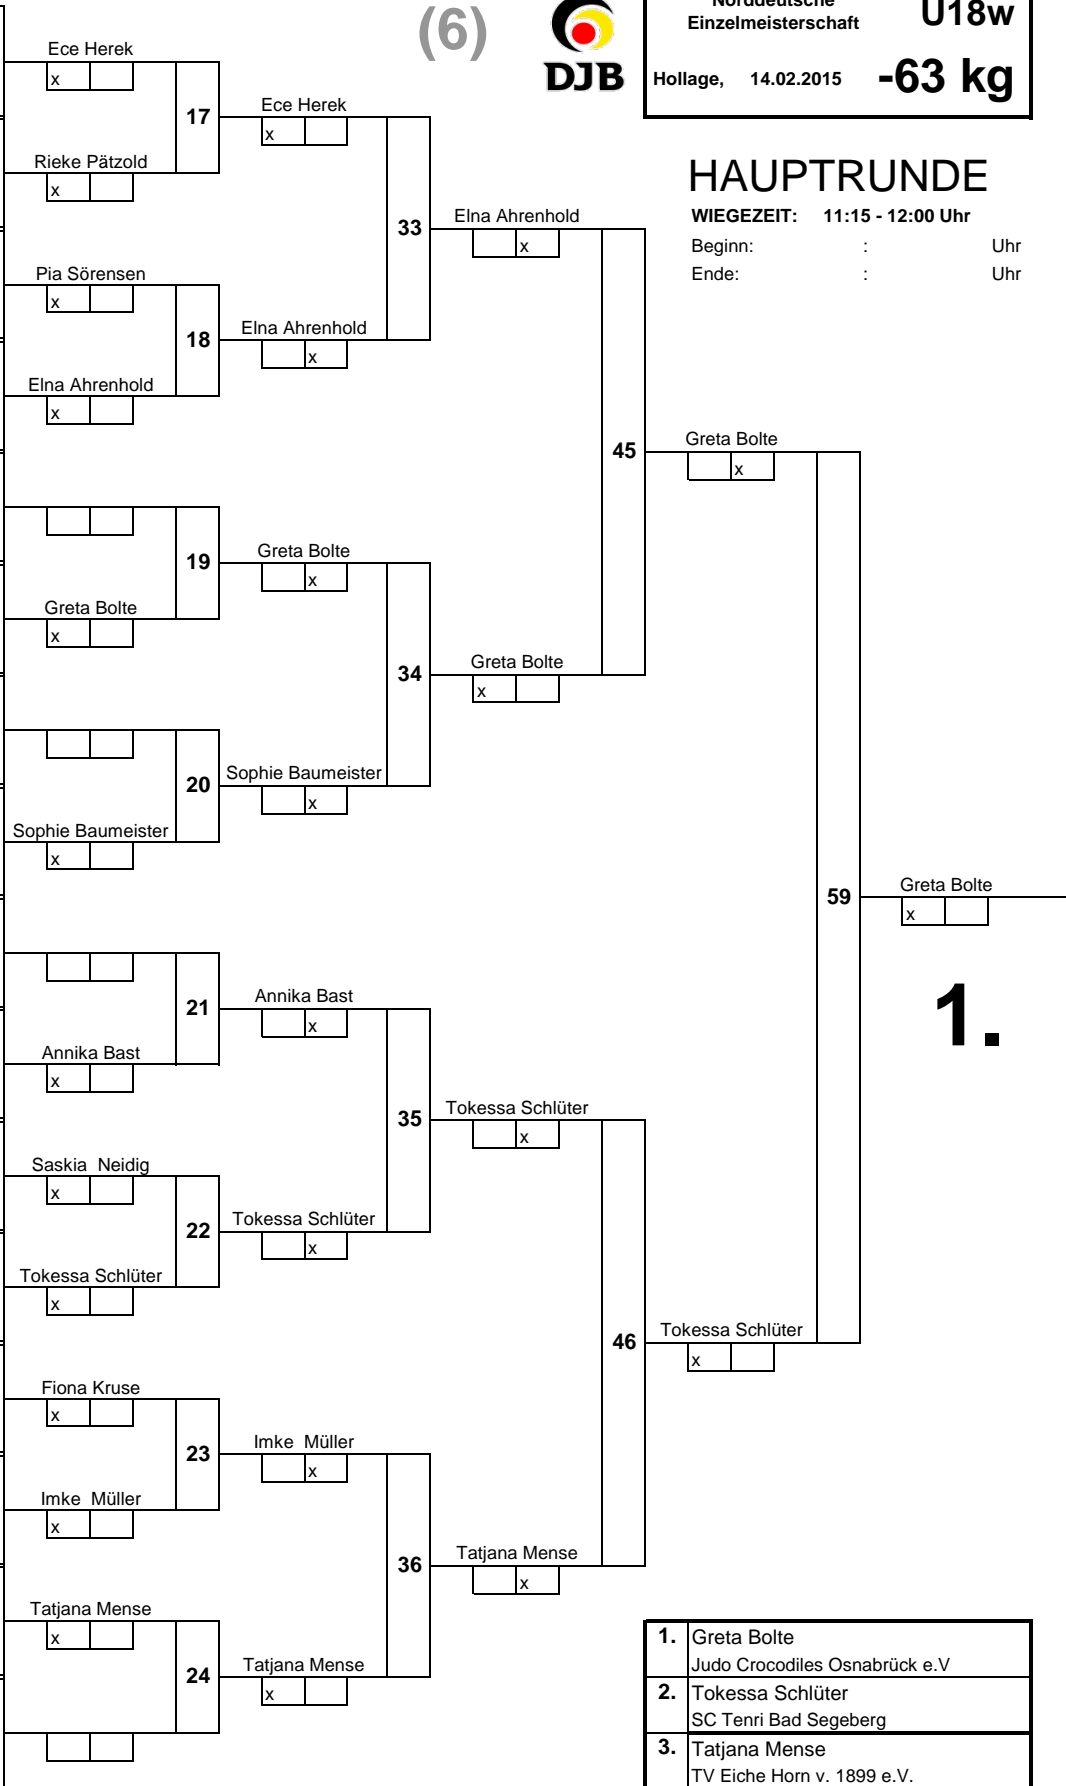 (6)
DJB
Norddeutsche
Einzelmeisterschaft
U18w
Hollage, 14.02.2015 -63 kg
HAUPTRUNDE
WIEGEZEIT: 11:15 - 12:00 Uhr
Beginn: : Uhr
Ende: : Uhr
Ece Herek
x
17
Ece Herek
x
Rieke Pätzold
x
33
Elna Ahrenhold
x
Pia Sörensen
x
18
Elna Ahrenhold
x
Elna Ahrenhold
x
45
Greta Bolte
x
19
Greta Bolte
x
Greta Bolte
x
34
Greta Bolte
x
20
Sophie Baumeister
x
Sophie Baumeister
x
59
Greta Bolte
x
1.
21
Annika Bast
x
Annika Bast
x
35
Tokessa Schlüter
x
Saskia Neidig
x
22
Tokessa Schlüter
x
Tokessa Schlüter
x
46
Tokessa Schlüter
x
Fiona Kruse
x
23
Imke Müller
x
Imke Müller
x
36
Tatjana Mense
x
Tatjana Mense
x
24
Tatjana Mense
x
1. Greta Bolte
Judo Crocodiles Osnabrück e.V
2. Tokessa Schlüter
SC Tenri Bad Segeberg
3. Tatjana Mense
TV Eiche Horn v. 1899 e.V.